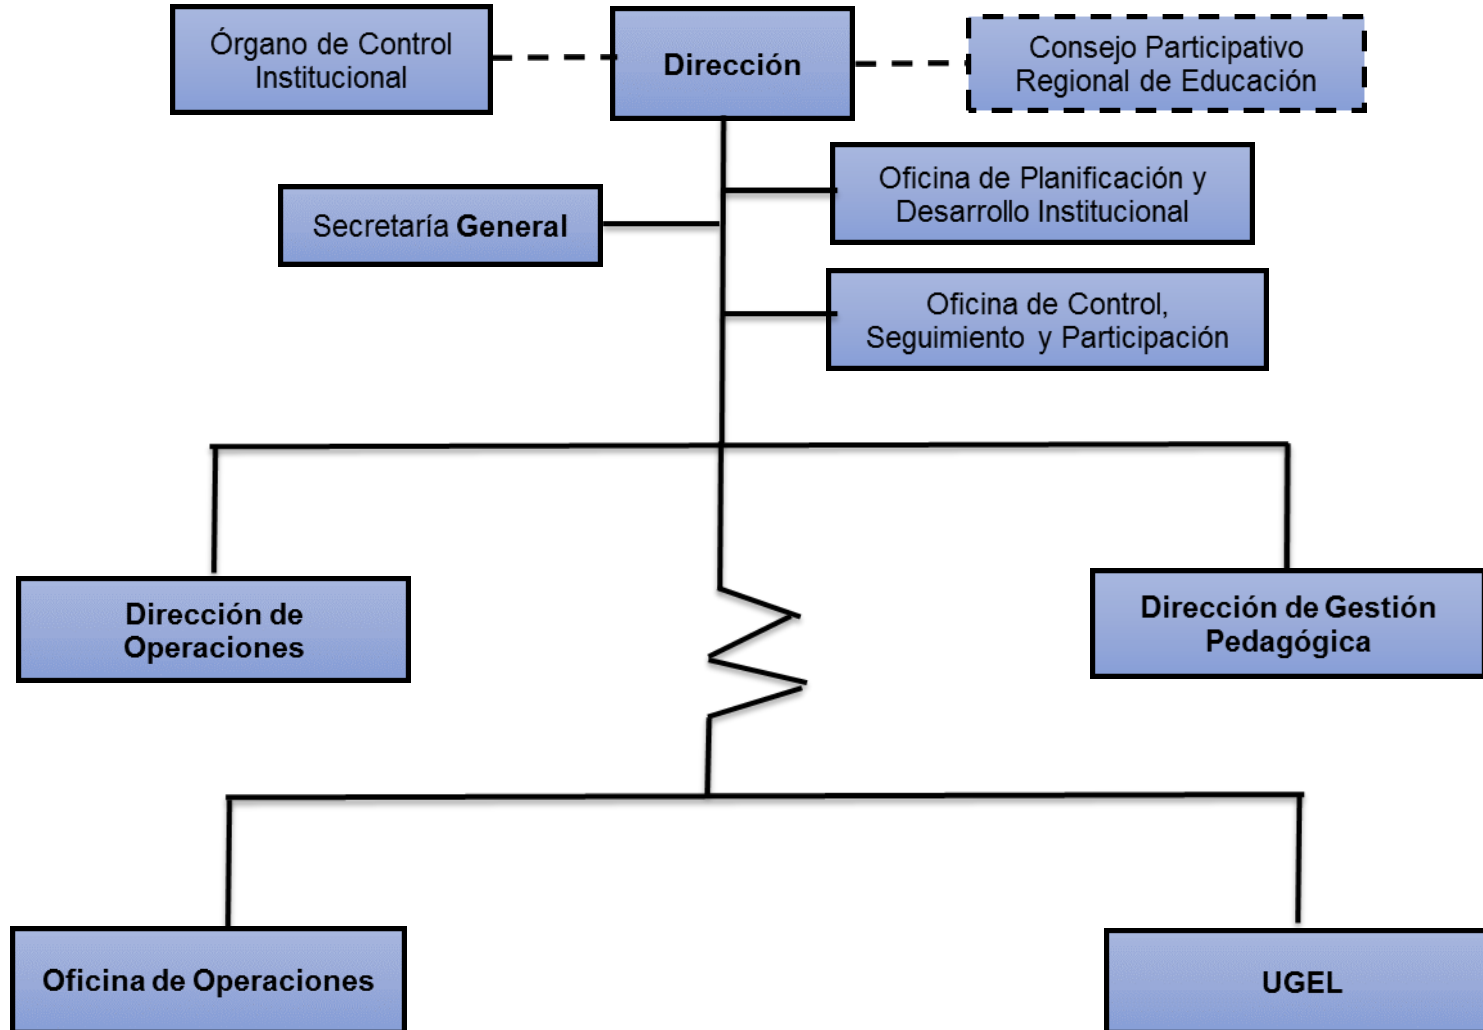 Órgano de Control
Institucional
Dirección
Consejo Participativo
Regional de Educación
Oficina de Planificación y
Desarrollo Institucional
Secretaría General
Oficina de Control,
Seguimiento y Participación
Dirección de
Operaciones
Dirección de Gestión
Pedagógica
Oficina de Operaciones
UGEL